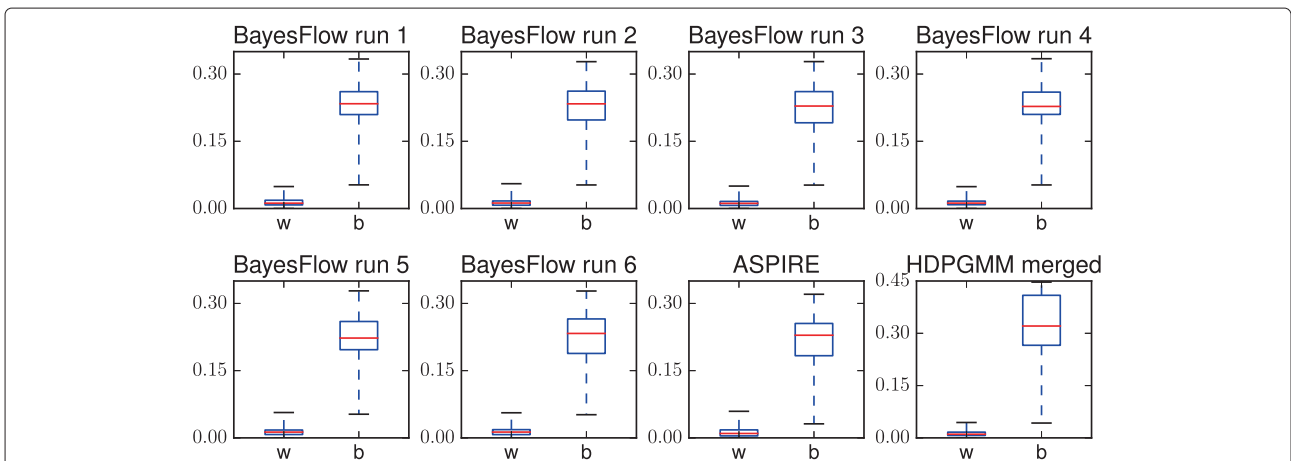 BayesFlow run 1 BayesFlow run 2 BayesFlow run 3 BayesFlow run 4
0.30 0.30 0.30 0.30
0.15 0.15 0.15 0.15
0.00 0.00 0.00 0.00
w b w b w b w b
BayesFlow run 5 BayesFlow run 6 ASPIRE HDPGMM merged
0.45
0.30 0.30 0.30 0.30
0.15 0.15 0.15 0.15
0.00 0.00 0.00 0.00
w b w b w b w b